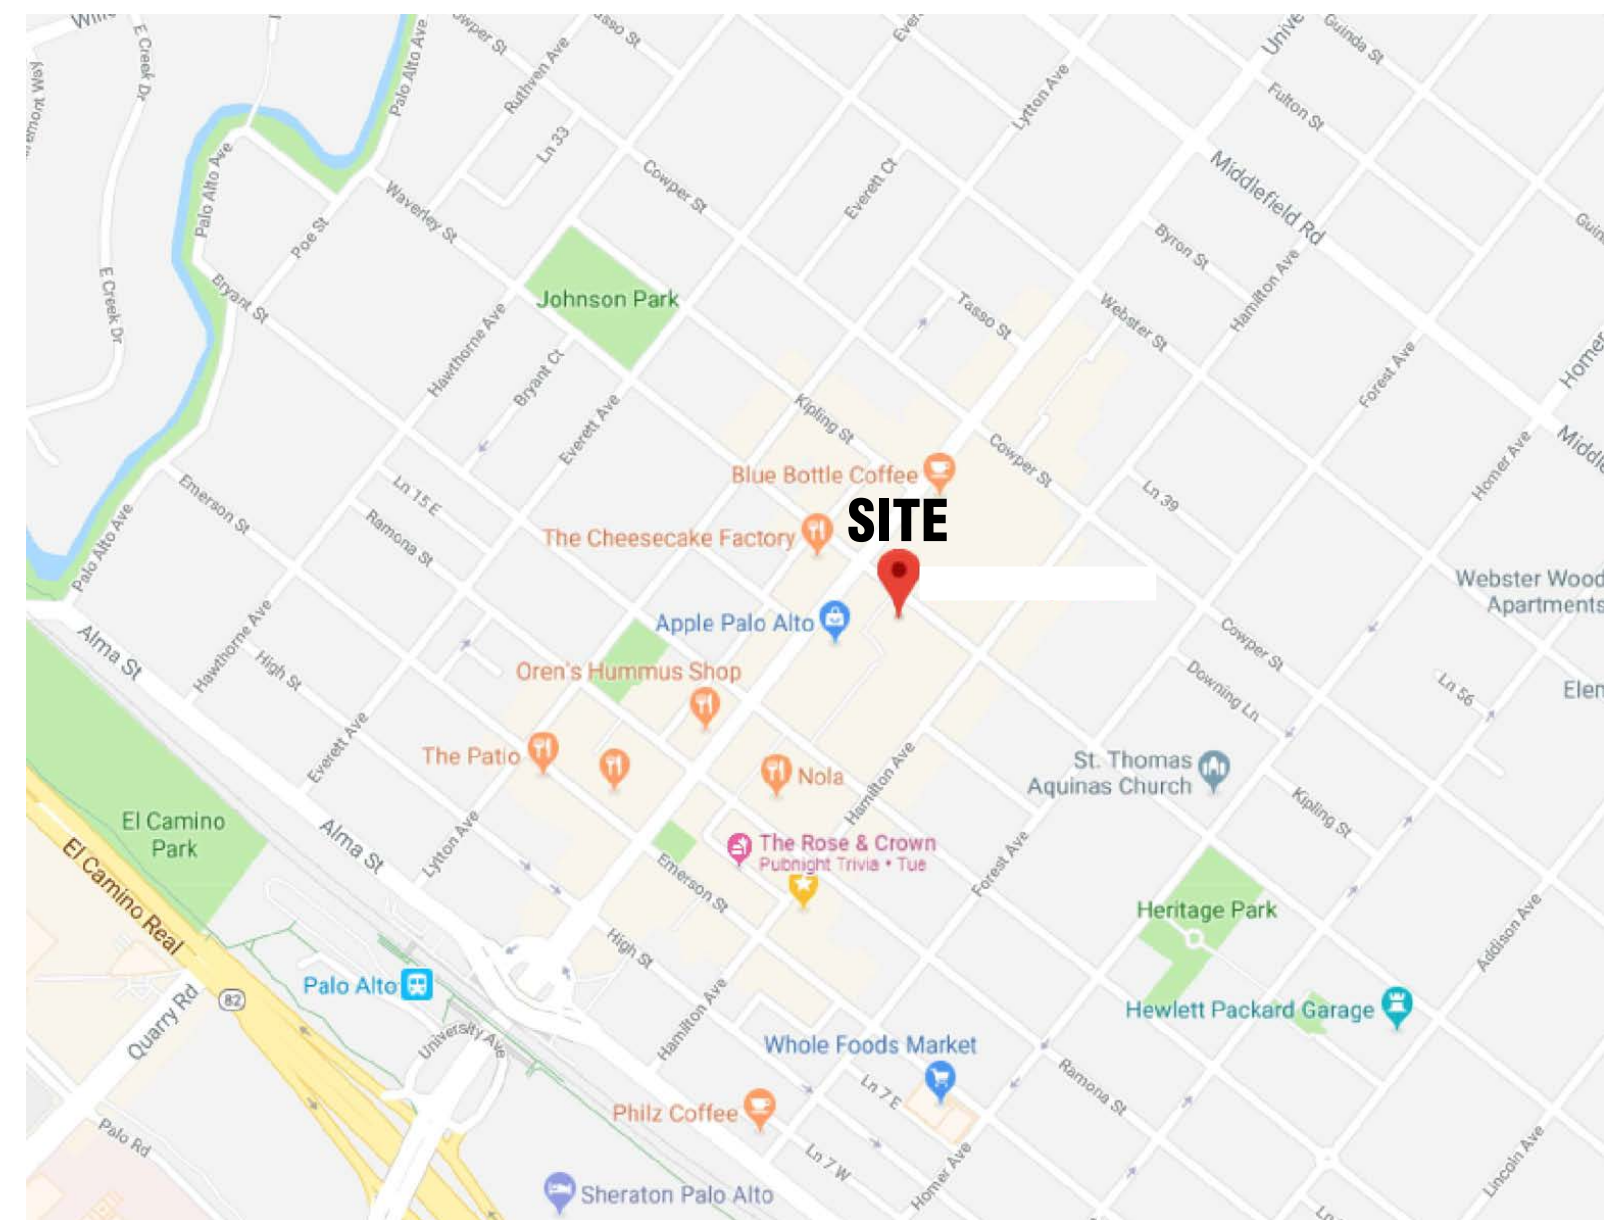 E Creek Dr
Palo Alto Ave
Cowper St
Ruthven Ave
Lytton Ave
Guinda St
Fulton St
Ln 33
Palo Alto Ave
Poe St
Waverley St
Cowper St
Everett Ct
Middlefield Rd
Byron St
Hamilton Ave
Bryant St
E Creek Dr
Johnson Park
Tasso St
Webster St
Hawthorne Ave
Bryant Ct
Everett Ave
Kipling St
Forest Ave
Cowper St
Homer Ave
Blue Bottle Coffee
Ln 15 E
Ln 39
Emerson St
Ramona St
SITE
The Cheesecake Factory
Palo Alto Ave
Webster Wood
Apartments
Apple Palo Alto
Alma St
Hawthorne Ave
High St
Cowper St
Oren's Hummus Shop
Downing Ln
Ln 56
Everett Ave
The Patio
Nola
Hamilton Ave
St. Thomas
Aquinas Church
Kipling St
El Camino
Park
Alma St
Lytton Ave
The Rose & Crown
Pubnight Trivia • Tue
El Camino Real
Emerson St
Forest Ave
Heritage Park
Addison Ave
High St
Palo Alto
82
Quarry Rd
University Ave
Hamilton Ave
Hewlett Packard Garage
Whole Foods Market
Ln 7 E
Ramona St
Philz Coffee
Palo Rd
Ln 7 W
Homer Ave
Lincoln Ave
Sheraton Palo Alto